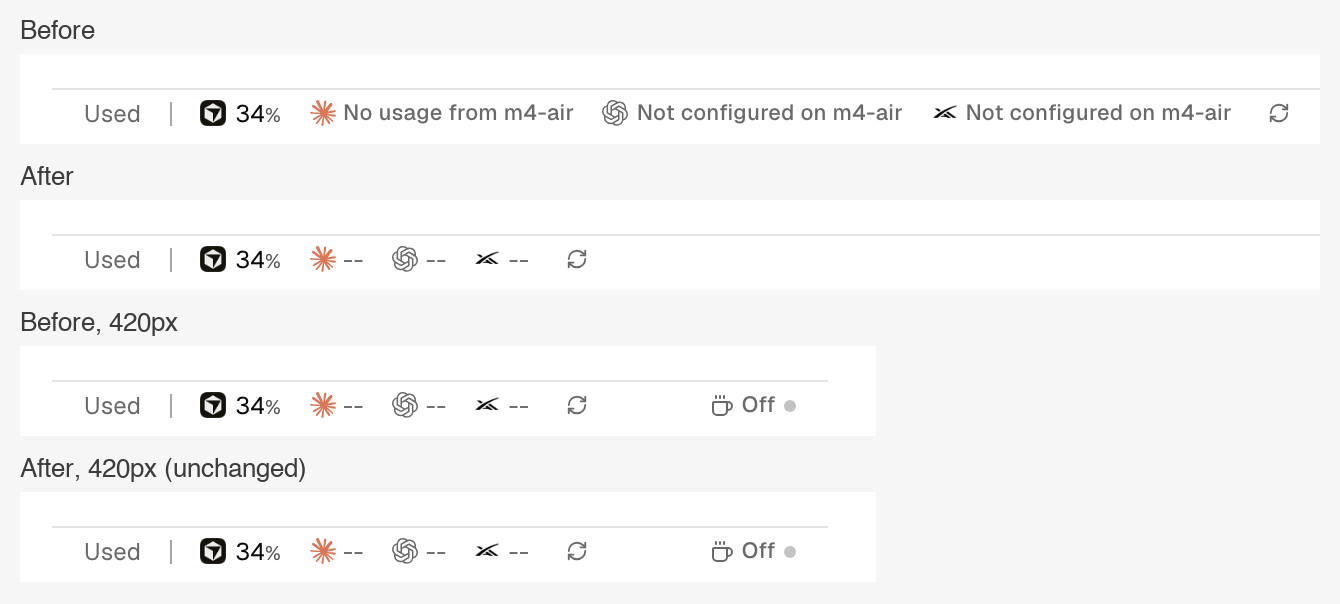 Before
Used | 34% No usage from m4-air Not configured on m4-air Not configured on m4-air
After
Used | 34% -- -- --
Before, 420px
Used | 34% -- -- -- Off
After, 420px (unchanged)
Used | 34% -- -- -- Off